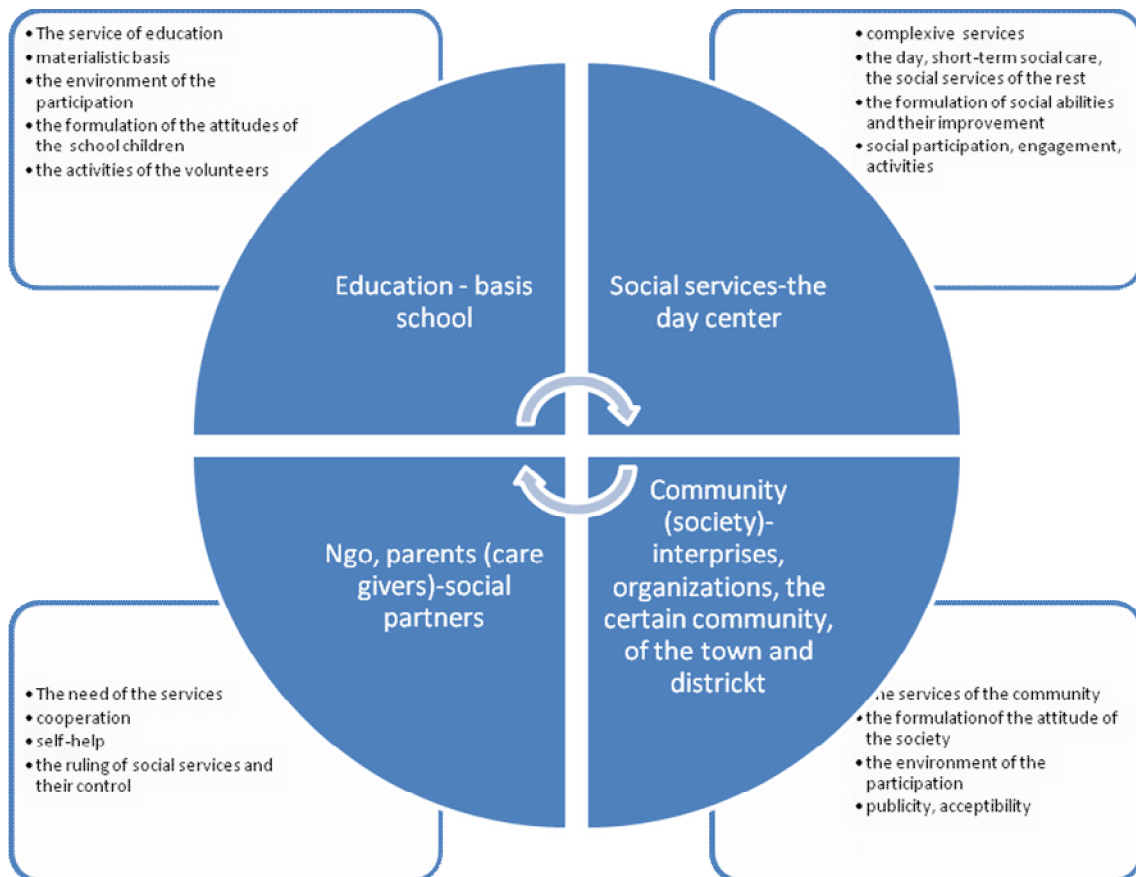 • The service of education
• materialistic basis
• the environment of the
participation
• the formulation of the attitudes of
the school children
• the activities of the volunteers
• complexive services
• the day, short-term social care,
the social services of the rest
• the formulation of social abilities
and their improvement
• social participation, engagement,
activities
Education - basis
school
Social services-the
day center
Ngo, parents (care
givers)-social
partners
Community
(society)-
interprises,
organizations, the
certain community,
of the town and
districkt
• The need of the services
• cooperation
• self-help
• the ruling of social services and
their control
services of the community
• the formulationof the attitude of
the society
• the environment of the
participation
• publicity, acceptibility